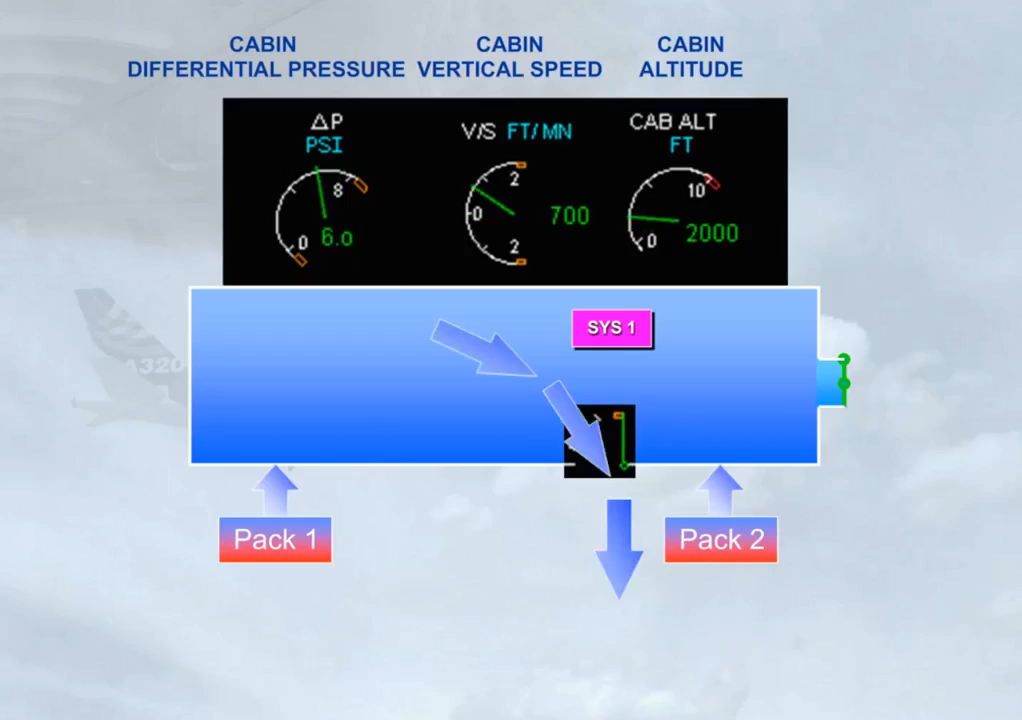 CABIN
DIFFERENTIAL PRESSURE
CABIN
VERTICAL SPEED
CABIN
ALTITUDE
ΔP
PSI
8
0
6.0
V/S FT/MN
2
0
2
700
CAB ALT
FT
10
0
2000
SYS 1
A320
Pack 1
Pack 2